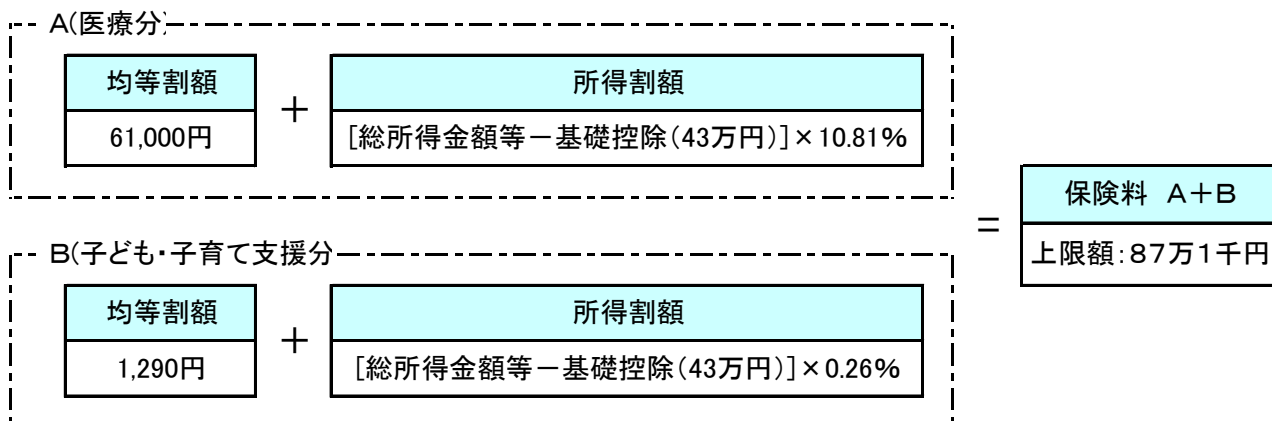 A(医療分)
均等割額
61,000円
＋
所得割額
[総所得金額等－基礎控除(43万円)]×10.81％
B(子ども・子育て支援分
均等割額
1,290円
＋
所得割額
[総所得金額等－基礎控除(43万円)]×0.26％
＝
保険料　A＋B
上限額：８７万１千円